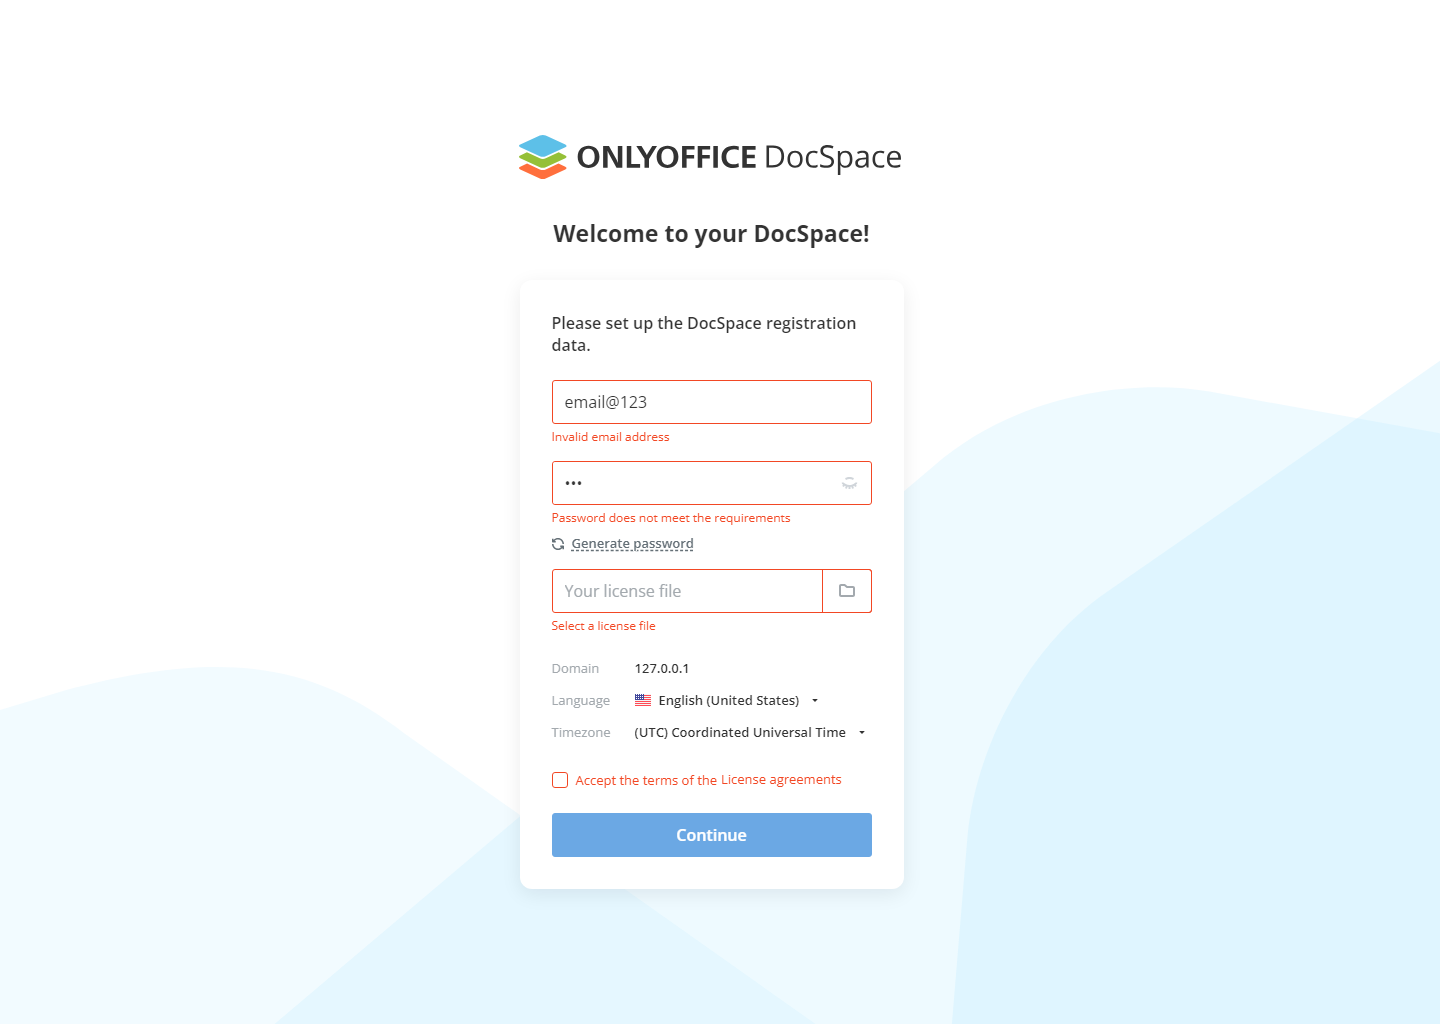 ONLYOFFICE DocSpace
Welcome to your DocSpace!
Please set up the DocSpace registration
data.
email@123
Invalid email address
•••
Password does not meet the requirements
Generate password
Your license file
Select a license file
Domain 127.0.0.1
Language English (United States)
Timezone (UTC) Coordinated Universal Time
Accept the terms of the License agreements
Continue